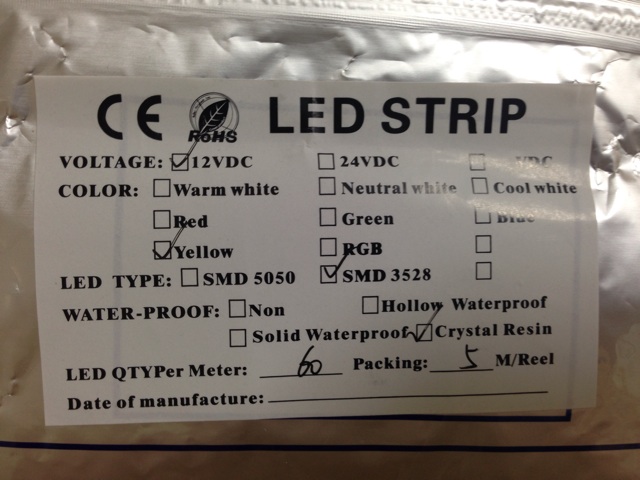 CE RoHS LED STRIP
VOLTAGE: 12VDC 24VDC VDC
COLOR: Warm white Neutral white Cool white
Red Green Blue
Yellow RGB
LED TYPE: SMD 5050 SMD 3528
WATER-PROOF: Non Hollow Waterproof
Solid Waterproof Crystal Resin
LED QTYPer Meter: 60 Packing: 5 M/Reel
Date of manufacture: